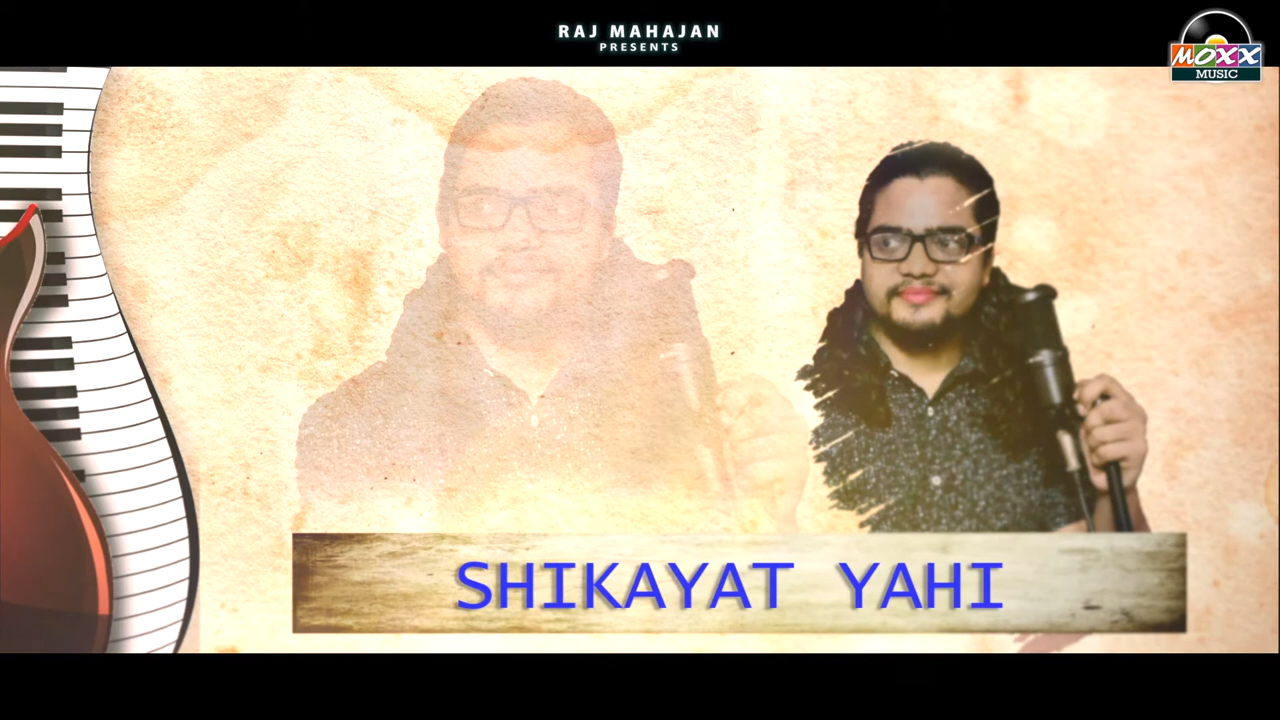 RAJ MAHAJAN
PRESENTS
MOXX
MUSIC
SHIKAYAT YAHI